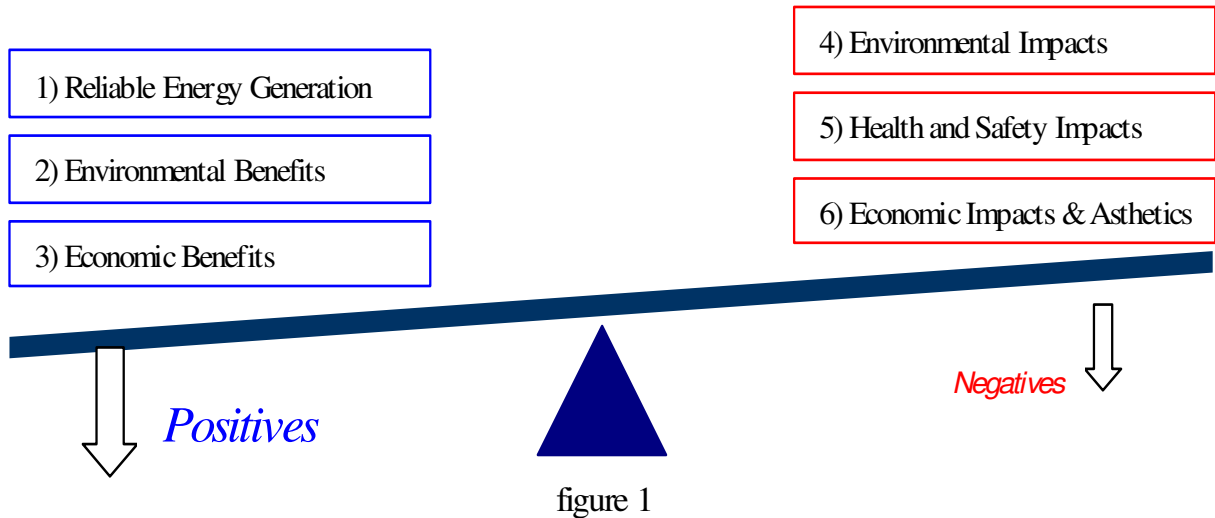 1) Reliable Energy Generation
2) Environmental Benefits
3) Economic Benefits
4) Environmental Impacts
5) Health and Safety Impacts
6) Economic Impacts & Asthetics
Positives
Negatives
figure 1